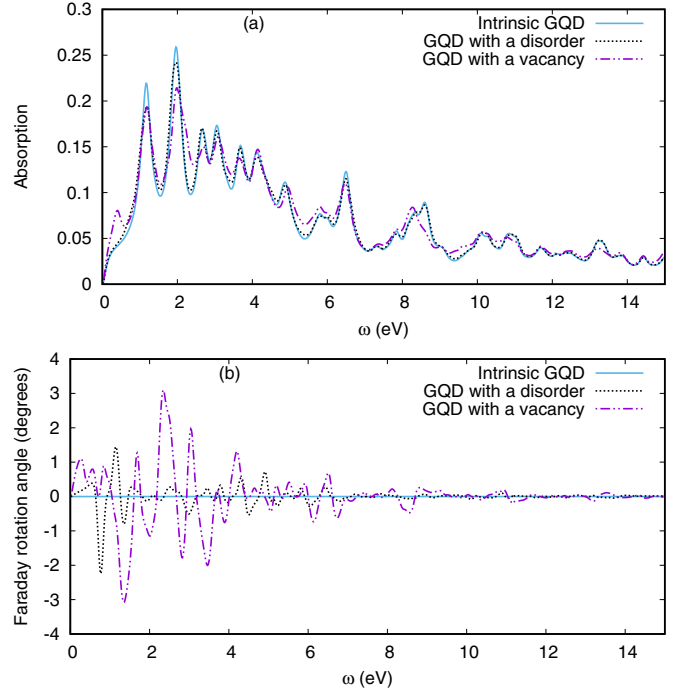 (a)
Intrinsic GQD
GQD with a disorder
GQD with a vacancy
Absorption
0.3
0.25
0.2
0.15
0.1
0.05
0
0 2 4 6 8 10 12 14
ω (eV)
(b)
Intrinsic GQD
GQD with a disorder
GQD with a vacancy
Faraday rotation angle (degrees)
4
3
2
1
0
-1
-2
-3
-4
0 2 4 6 8 10 12 14
ω (eV)